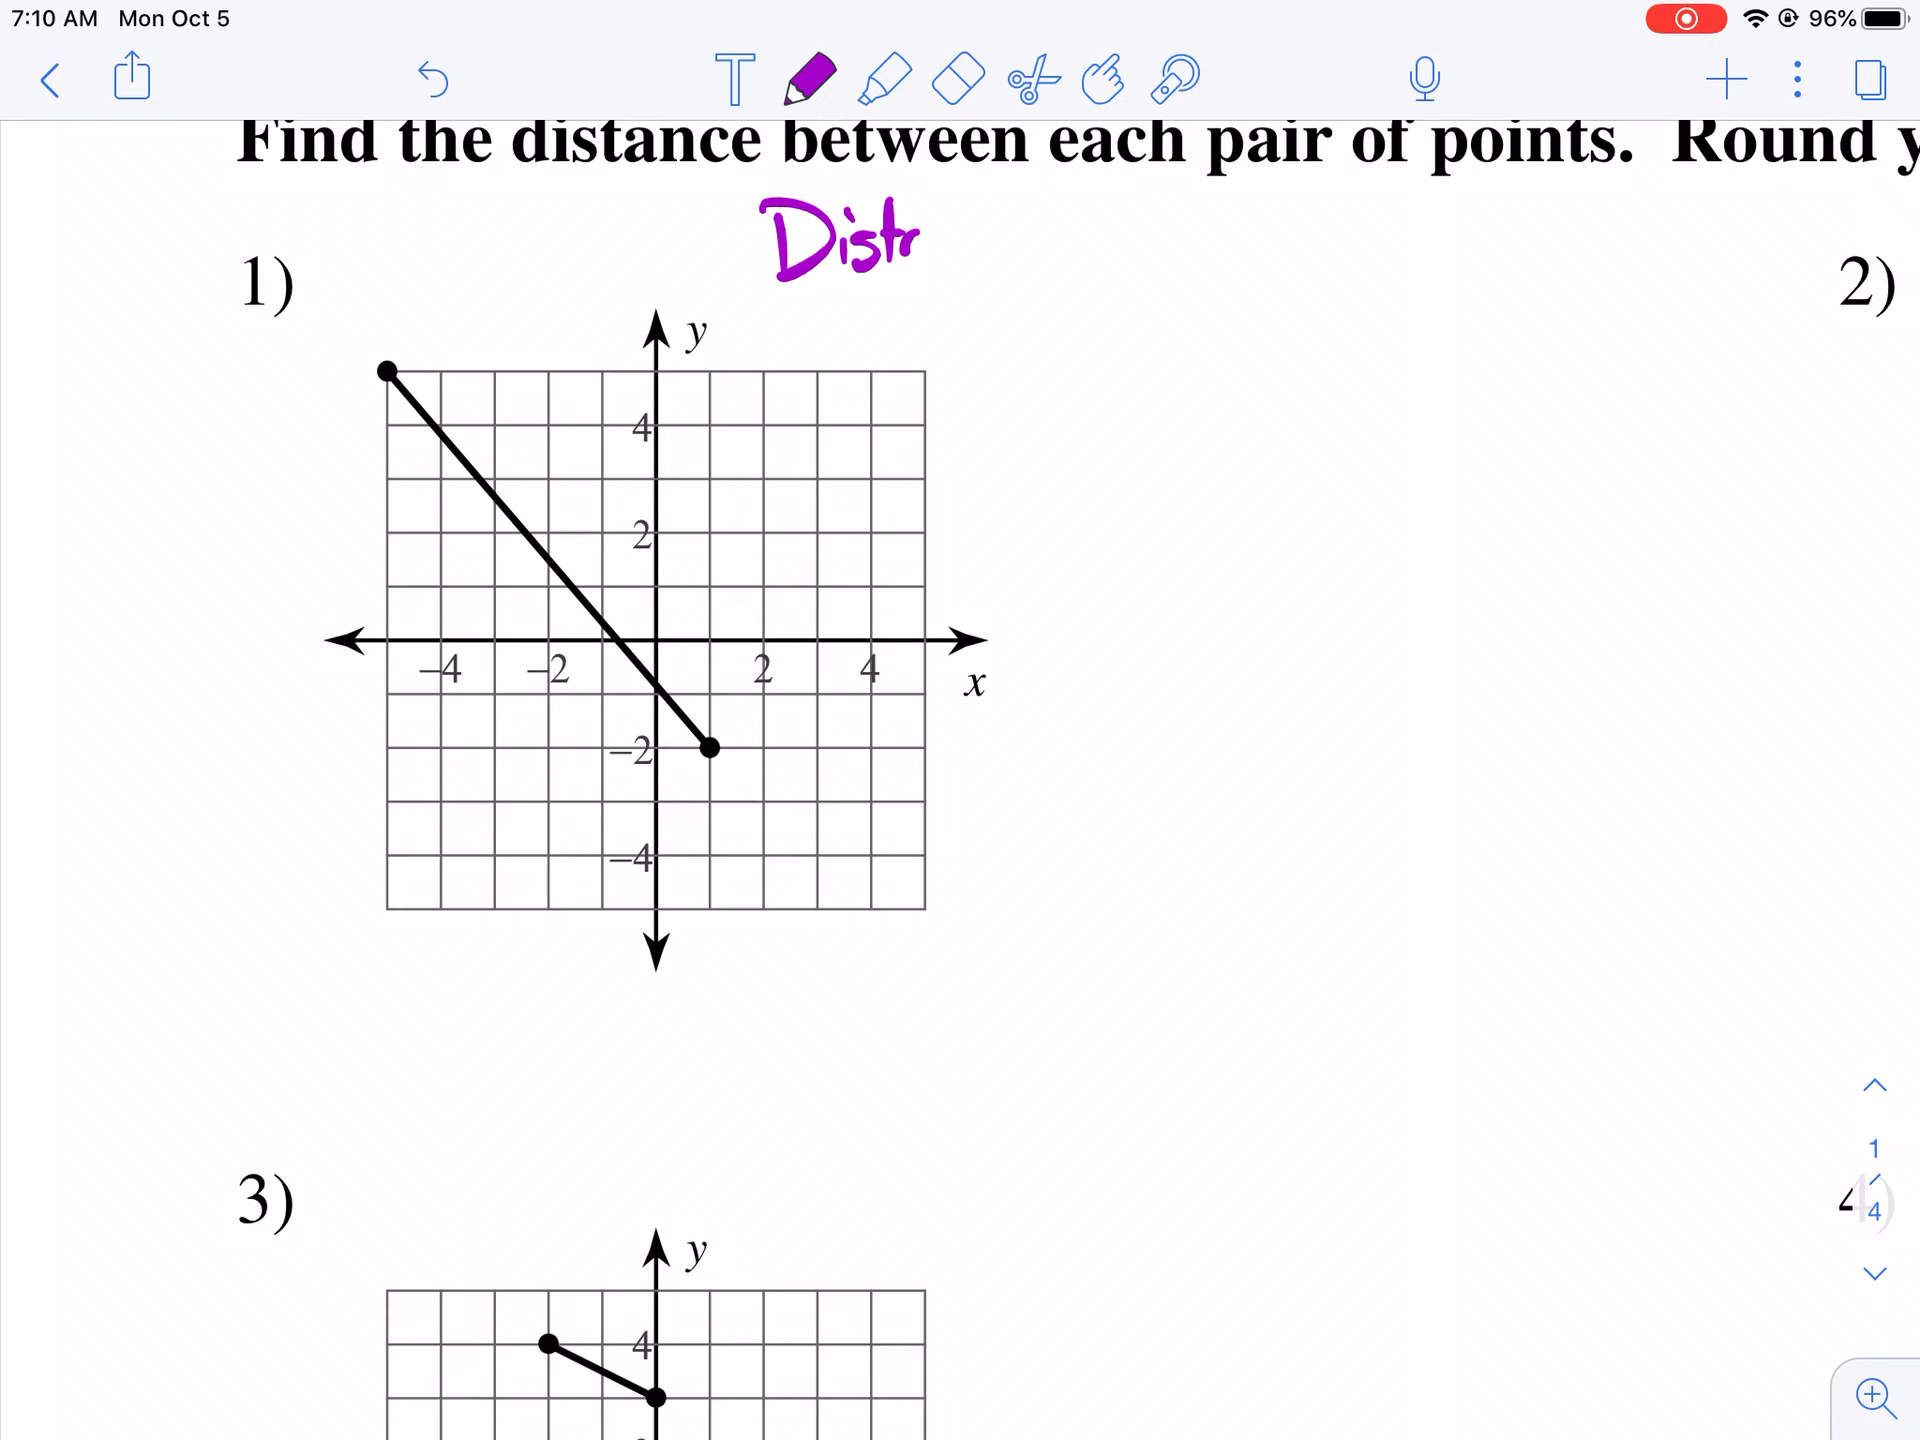 7:10 AM Mon Oct 5
96%
T
Find the distance between each pair of points. Round y
Distr
1)
2)
y
4
2
–4 –2 2 4
x
–2
–4
1
4
3)
4)
y
4